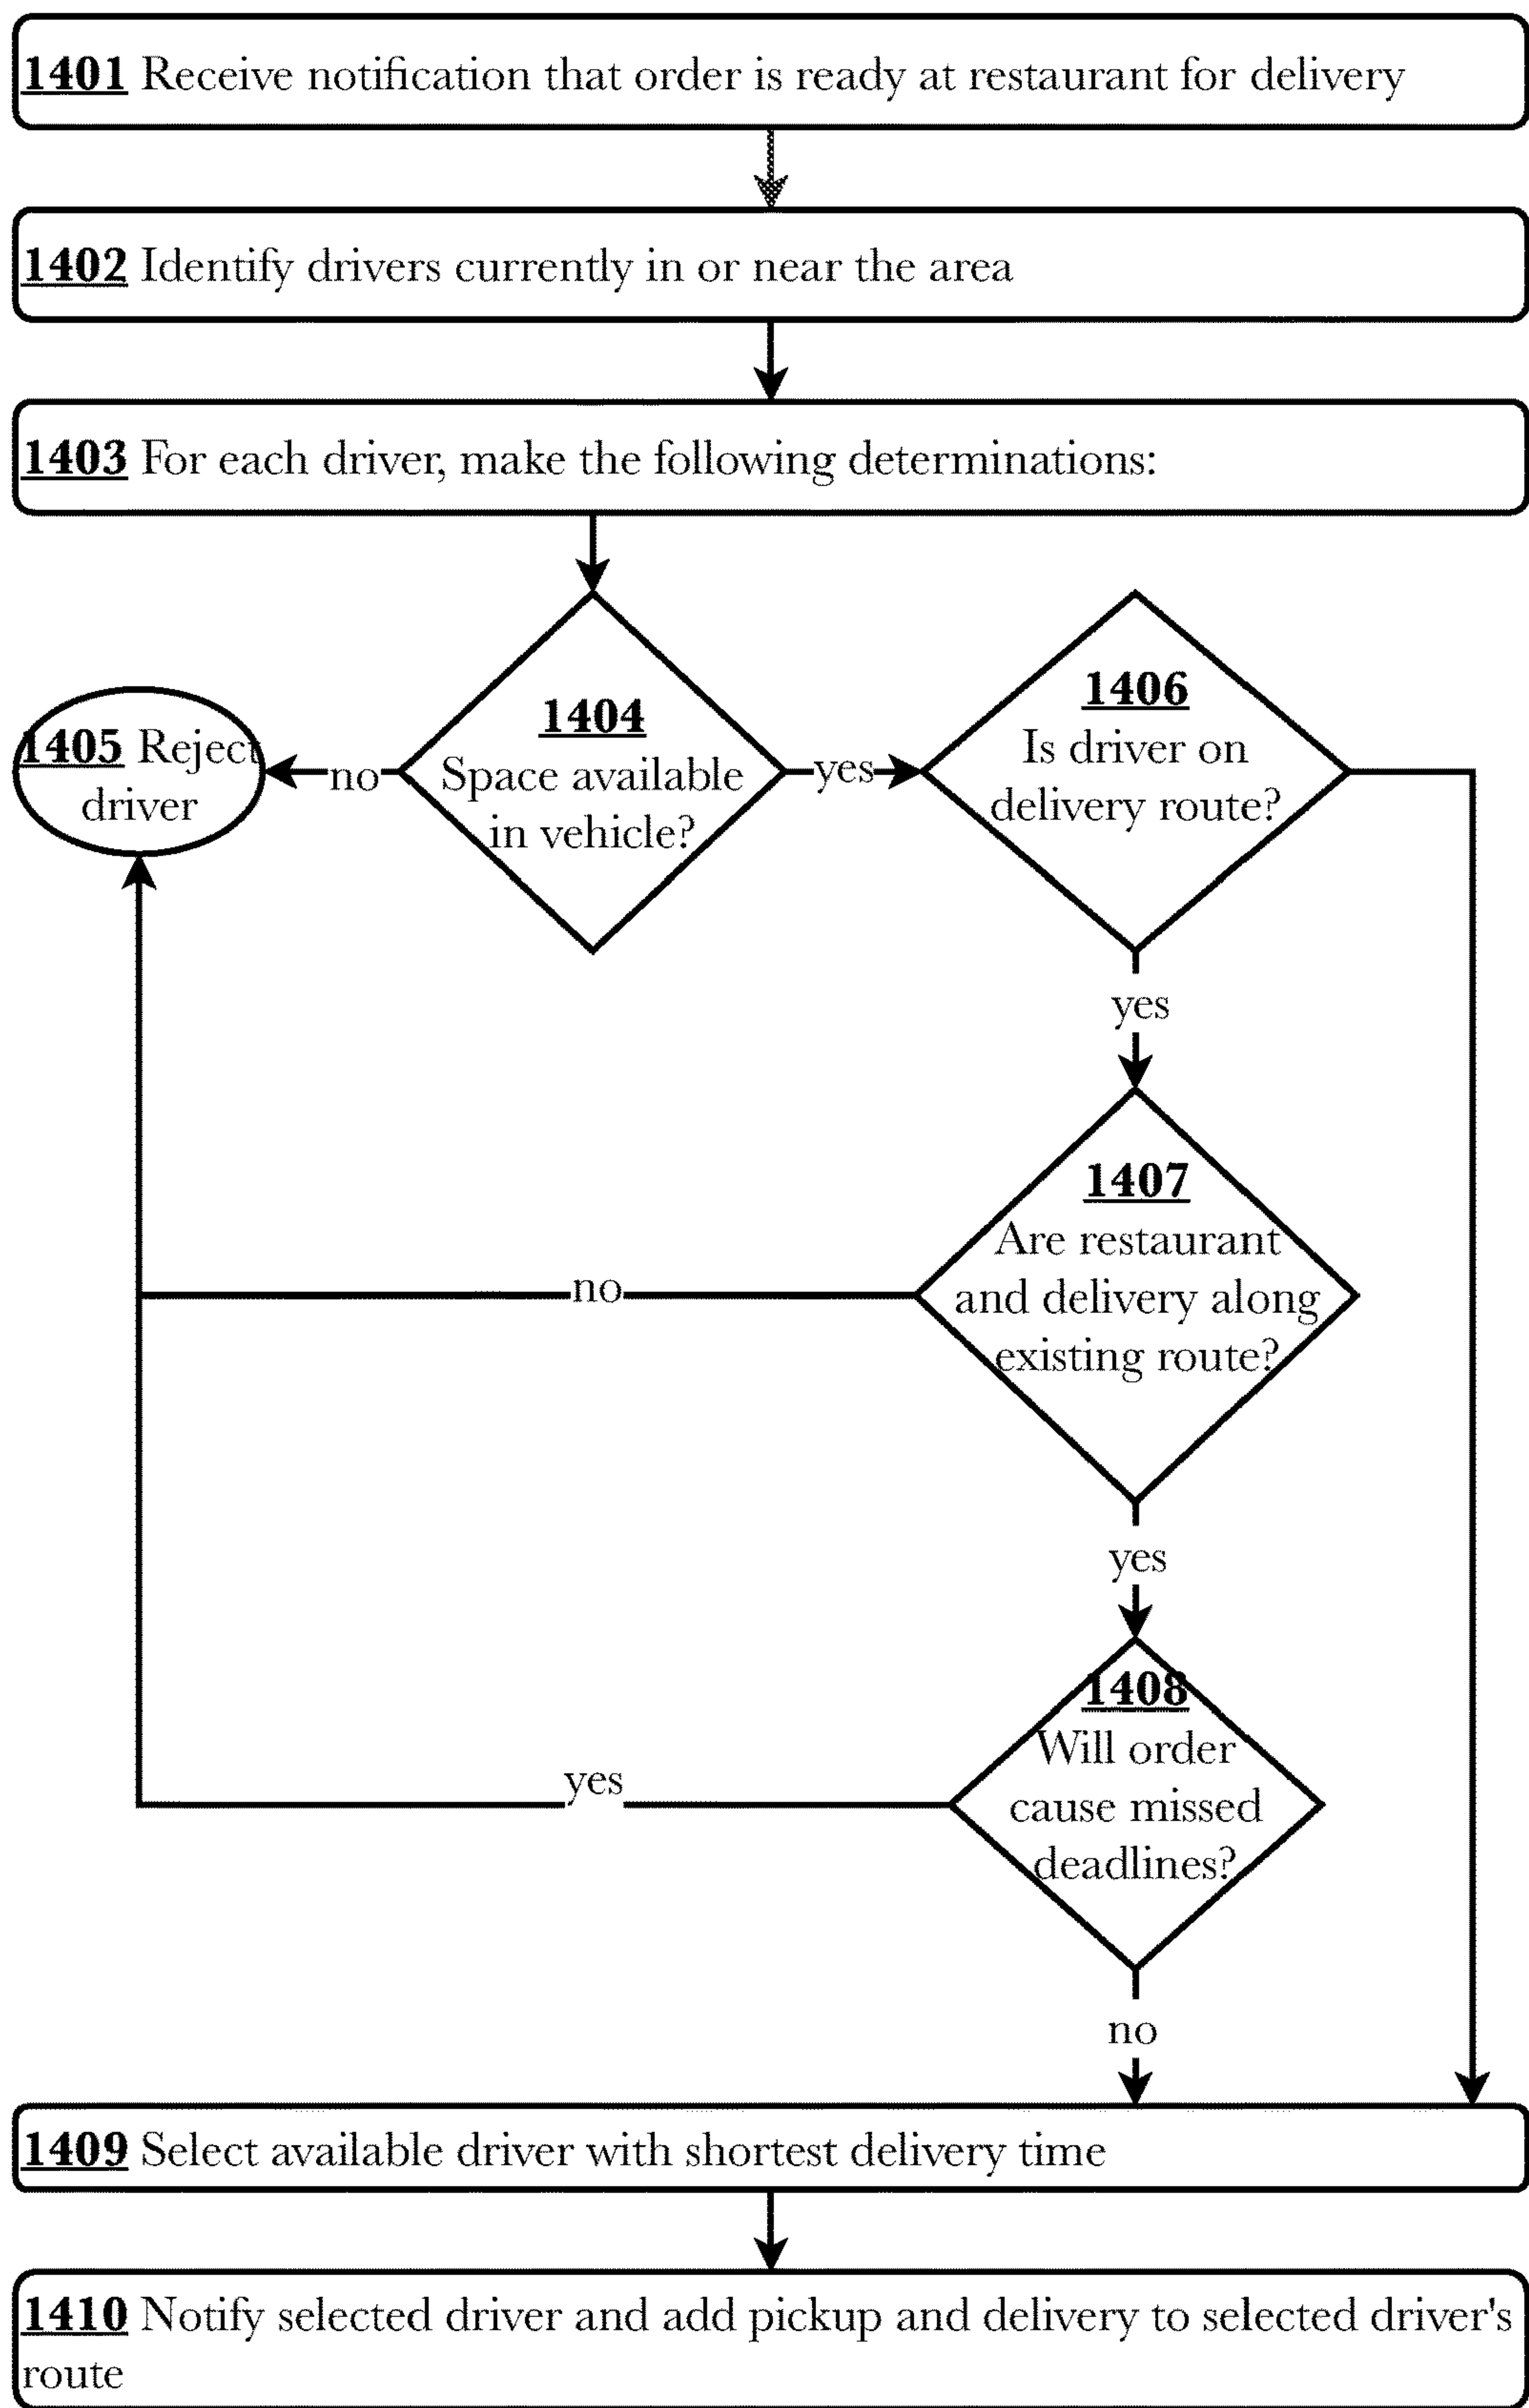 1401 Receive notification that order is ready at restaurant for delivery
1402 Identify drivers currently in or near the area
1403 For each driver, make the following determinations:
1405 Reject
driver
no
1404
Space available
in vehicle?
yes
1406
Is driver on
delivery route?
yes
1407
Are restaurant
and delivery along
existing route?
no
yes
1408
Will order
cause missed
deadlines?
yes
no
1409 Select available driver with shortest delivery time
1410 Notify selected driver and add pickup and delivery to selected driver's
route